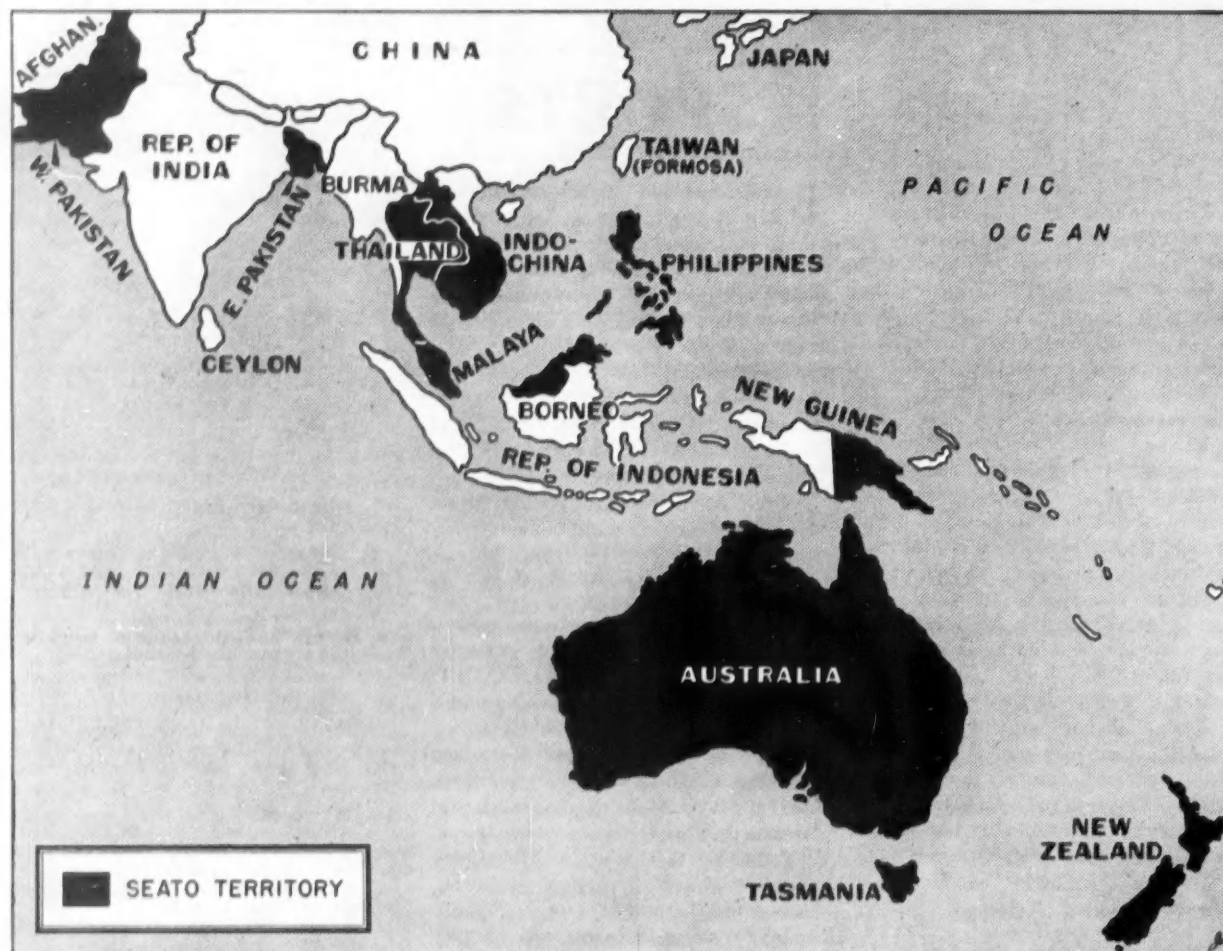 AFGHAN.
CHINA
JAPAN
REP. OF
INDIA
TAIWAN
(FORMOSA)
W. PAKISTAN
E. PAKISTAN
BURMA
PACIFIC
OCEAN
THAILAND
INDO-
CHINA
PHILIPPINES
CEYLON
MALAYA
BORNEO
NEW GUINEA
REP. OF INDONESIA
INDIAN OCEAN
AUSTRALIA
NEW
ZEALAND
TASMANIA
SEATO TERRITORY